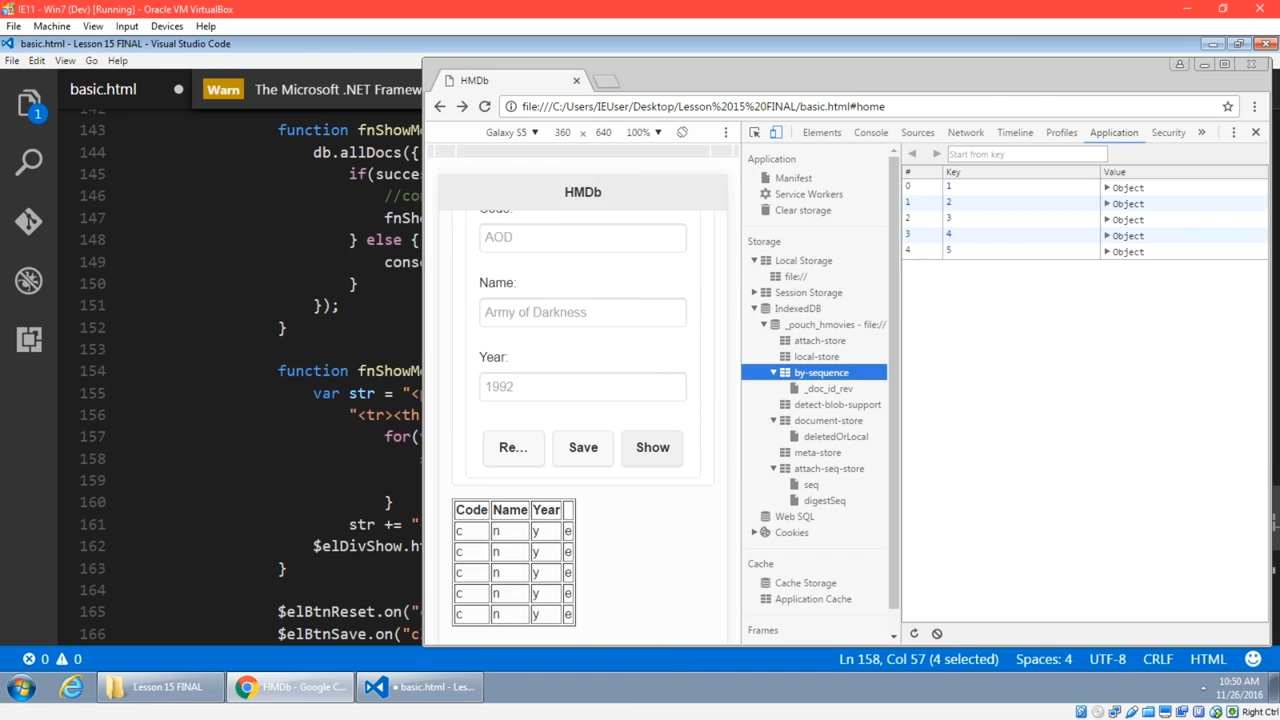 IE11 - Win7 (Dev) [Running] - Oracle VM VirtualBox
File Machine View Input Devices Help
basic.html - Lesson 15 FINAL - Visual Studio Code
File Edit View Go Help
basic.html
Warn The Microsoft .NET Framew
1
142
143 function fnShowMo
144 db.allDocs({
145 if(succe
146 //co
147 fnSho
148 } else {
149 conso
150 }
151 });
152 }
153
154 function fnShowMo
155 var str = "<
156 "<tr><th
157 for(
158
159
160 }
161 str += "
162 $elDivShow.h
163 }
164
165 $elBtnReset.on("
166 $elBtnSave.on("c
HMDb
file:///C:/Users/IEUser/Desktop/Lesson%2015%20FINAL/basic.html#home
Galaxy S5 ▼ 360 × 640 100% ▼
Elements Console Sources Network Timeline Profiles Application Security »
HMDb
Code:
AOD
Name:
Army of Darkness
Year:
1992
Re... Save Show
Code Name Year
c n y e
c n y e
c n y e
c n y e
c n y e
Application
Manifest
Service Workers
Clear storage
Storage
Local Storage
file://
Session Storage
IndexedDB
_pouch_hmovies - file://
attach-store
local-store
by-sequence
_doc_id_rev
detect-blob-support
document-store
deletedOrLocal
meta-store
attach-seq-store
seq
digestSeq
Web SQL
Cookies
Cache
Cache Storage
Application Cache
Frames
Start from key
# Key Value
0 1 Object
1 2 Object
2 3 Object
3 4 Object
4 5 Object
0 0 Ln 158, Col 57 (4 selected) Spaces: 4 UTF-8 CRLF HTML
Lesson 15 FINAL
HMDb - Google C...
• basic.html - Les...
10:50 AM
11/26/2016
Right Ctrl